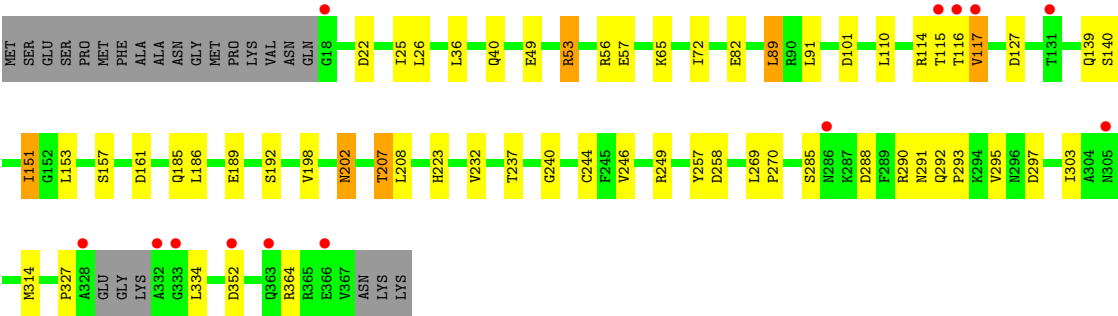 MET SER GLU SER PRO MET PHE ALA ALA ASN GLY MET PRO LYS VAL ASN GLN G18 D22 I25 L26 L36 Q40 E49 R53 R56 E57 K65 I72 E82 L89 R90 L91 D101 L110 R114 T115 T116 V117 D127 T131 Q139 S140
I151 G152 L153 S157 D161 Q185 L186 E189 S192 V198 N202 T207 L208 H223 V232 T237 G240 C244 F245 V246 R249 Y257 D258 L269 P270 S285 N286 K287 D288 F289 R290 N291 Q292 P293 K294 V295 N296 D297 I303 A304 N305
M314 P327 A328 GLU GLY LYS A332 G333 L334 D352 Q363 R364 R365 E366 V367 ASN LYS LYS